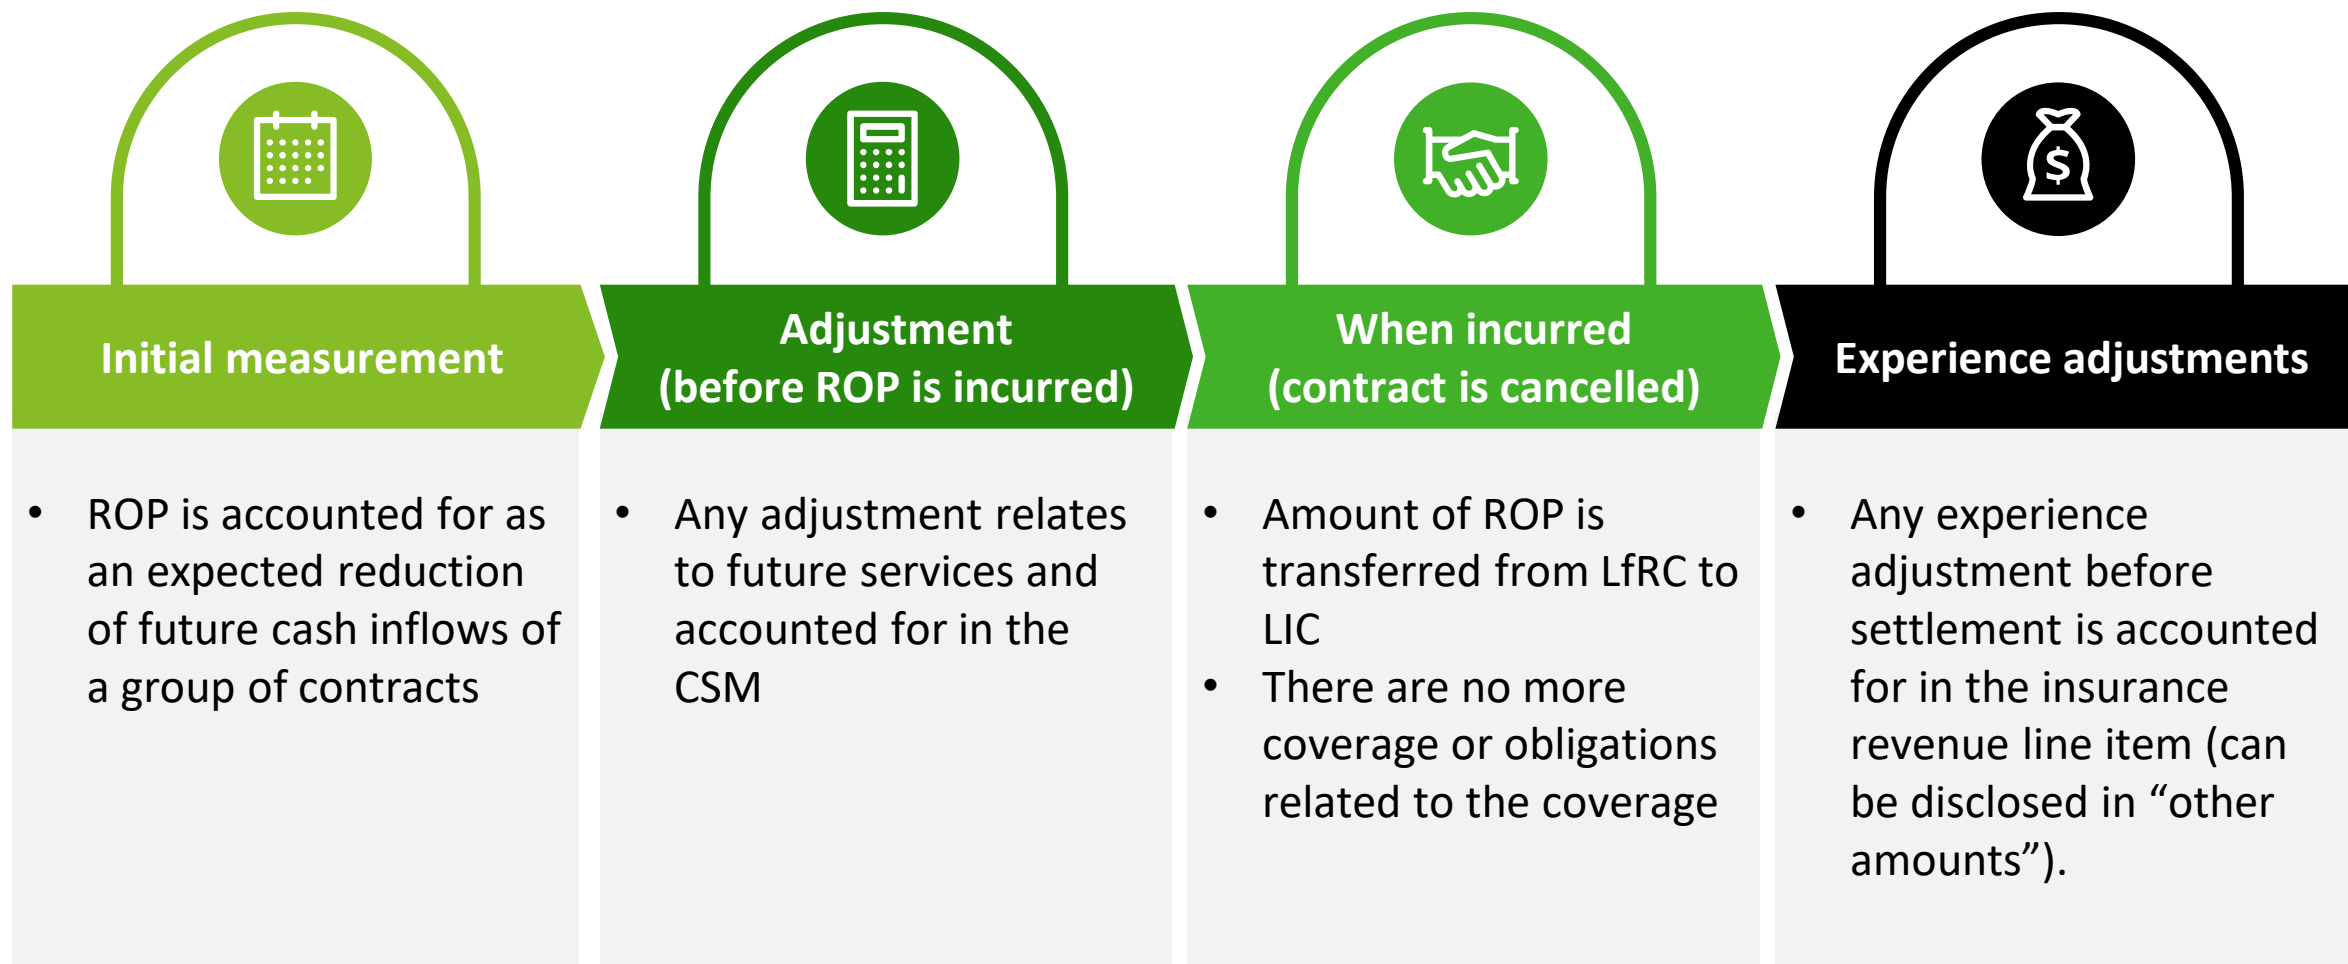 Initial measurement
Adjustment
(before ROP is incurred)
When incurred
(contract is cancelled)
Experience adjustments
• ROP is accounted for as
an expected reduction
of future cash inflows of
a group of contracts
• Any adjustment relates
to future services and
accounted for in the
CSM
• Amount of ROP is
transferred from LfRC to
LIC
• There are no more
coverage or obligations
related to the coverage
• Any experience
adjustment before
settlement is accounted
for in the insurance
revenue line item (can
be disclosed in “other
amounts”).
$